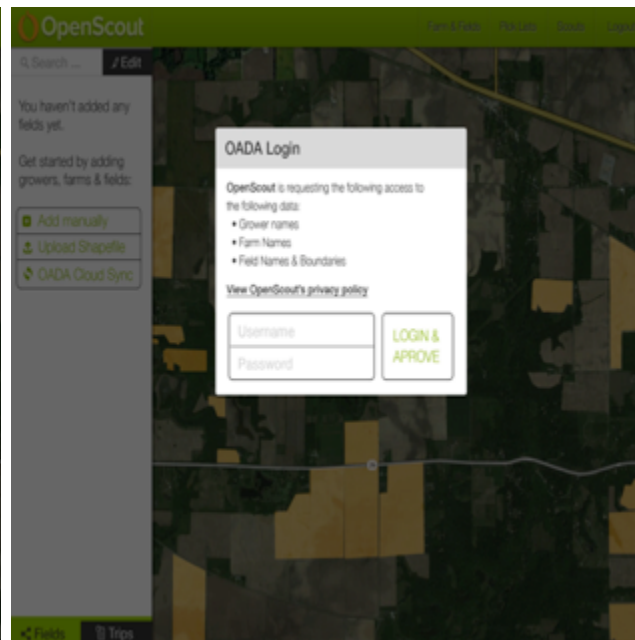 OpenScout
Farm & Fields Pick Lists Scouts Logout
Search ... Edit
You haven't added any
fields yet.
Get started by adding
growers, farms & fields:
Add manually
Upload Shapefile
OADA Cloud Sync
OADA Login
OpenScout is requesting the following access to
the following data:
• Grower names
• Farm Names
• Field Names & Boundaries
View OpenScout's privacy policy
Username
Password
LOGIN &
APROVE
Fields Trips